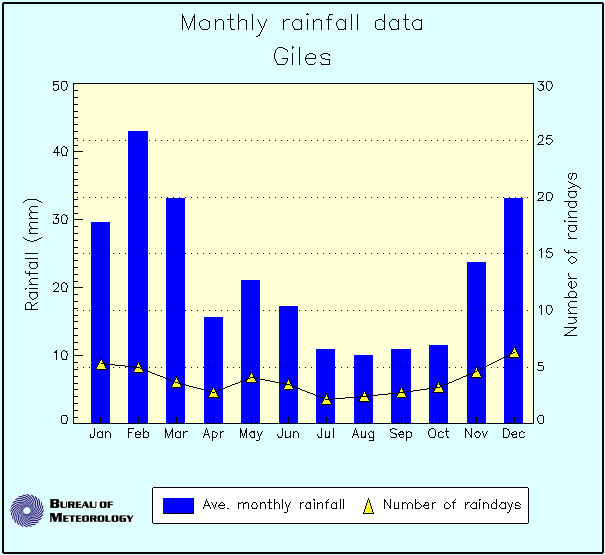 Monthly rainfall data
Giles
50
40
30
20
10
0
Rainfall (mm)
30
25
20
15
10
5
0
Number of raindays
Jan Feb Mar Apr May Jun Jul Aug Sep Oct Nov Dec
BUREAU OF
METEOROLOGY
Ave. monthly rainfall
Number of raindays